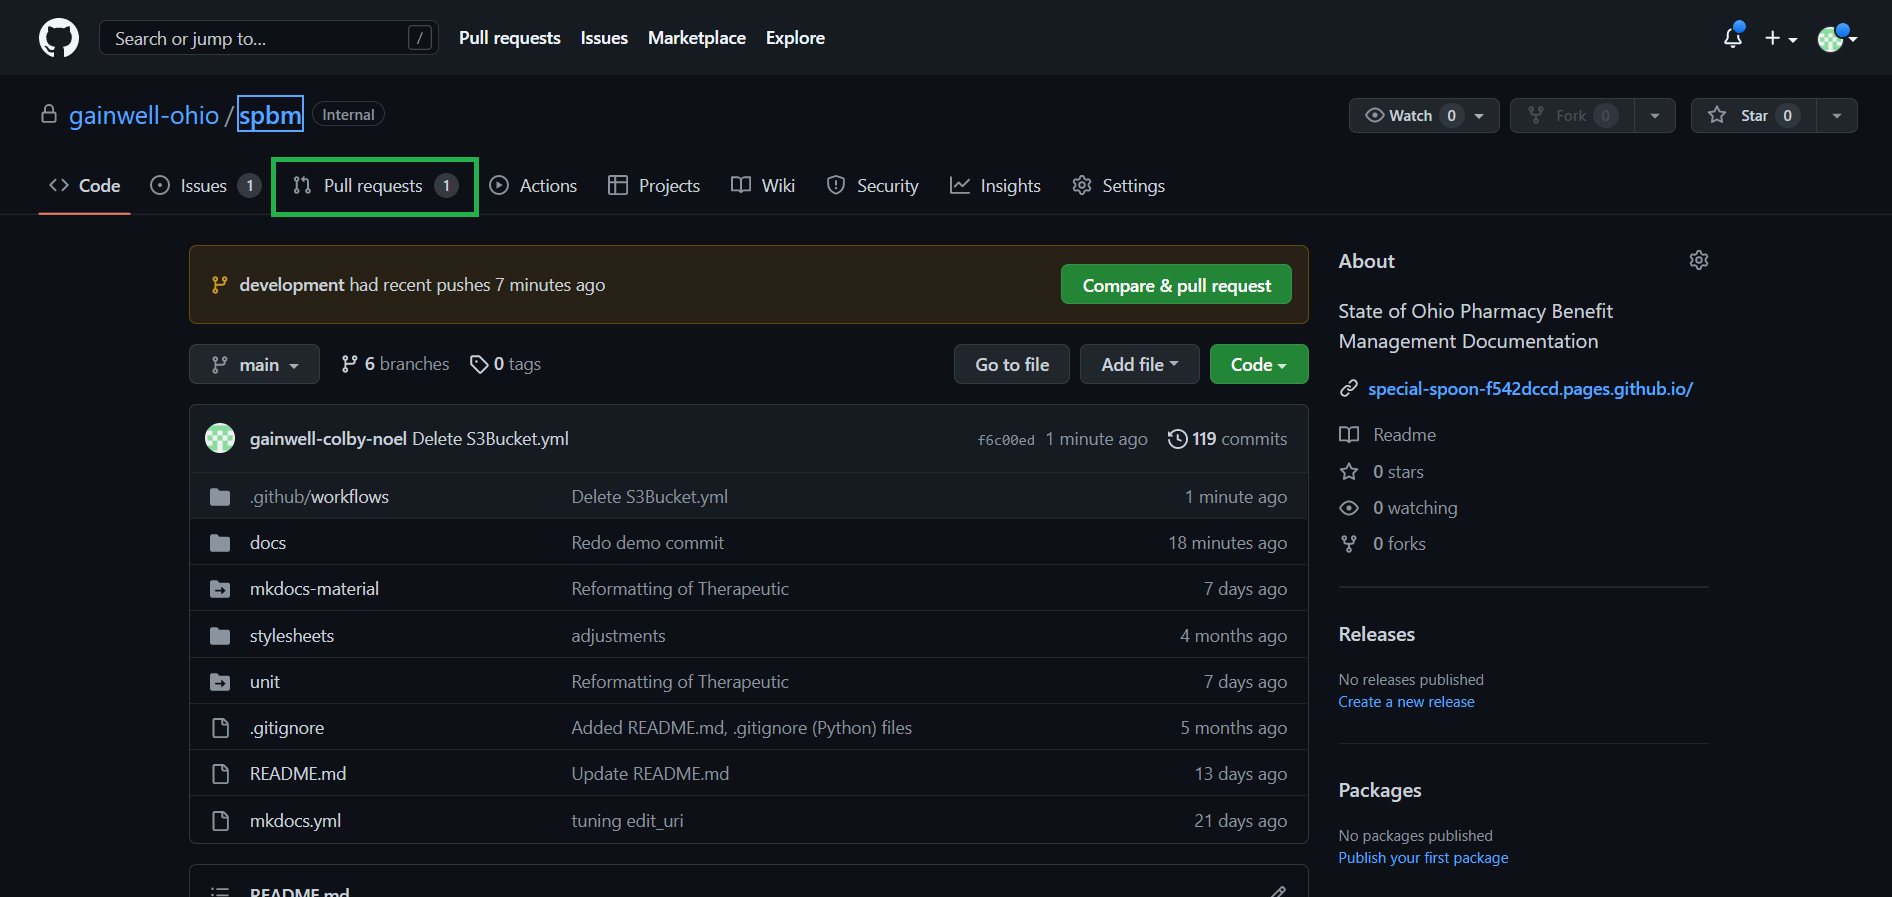 Search or jump to... / Pull requests Issues Marketplace Explore
gainwell-ohio / spbm Internal Watch 0 Fork 0 Star 0
Code Issues 1 Pull requests 1 Actions Projects Wiki Security Insights Settings
development had recent pushes 7 minutes ago Compare & pull request
main 6 branches 0 tags Go to file Add file Code
gainwell-colby-noel Delete S3Bucket.yml f6c00ed 1 minute ago 119 commits
.github/workflows Delete S3Bucket.yml 1 minute ago
docs Redo demo commit 18 minutes ago
mkdocs-material Reformatting of Therapeutic 7 days ago
stylesheets adjustments 4 months ago
unit Reformatting of Therapeutic 7 days ago
.gitignore Added README.md, .gitignore (Python) files 5 months ago
README.md Update README.md 13 days ago
mkdocs.yml tuning edit_uri 21 days ago
README.md
About
State of Ohio Pharmacy Benefit
Management Documentation
special-spoon-f542dccd.pages.github.io/
Readme
0 stars
0 watching
0 forks
Releases
No releases published
Create a new release
Packages
No packages published
Publish your first package